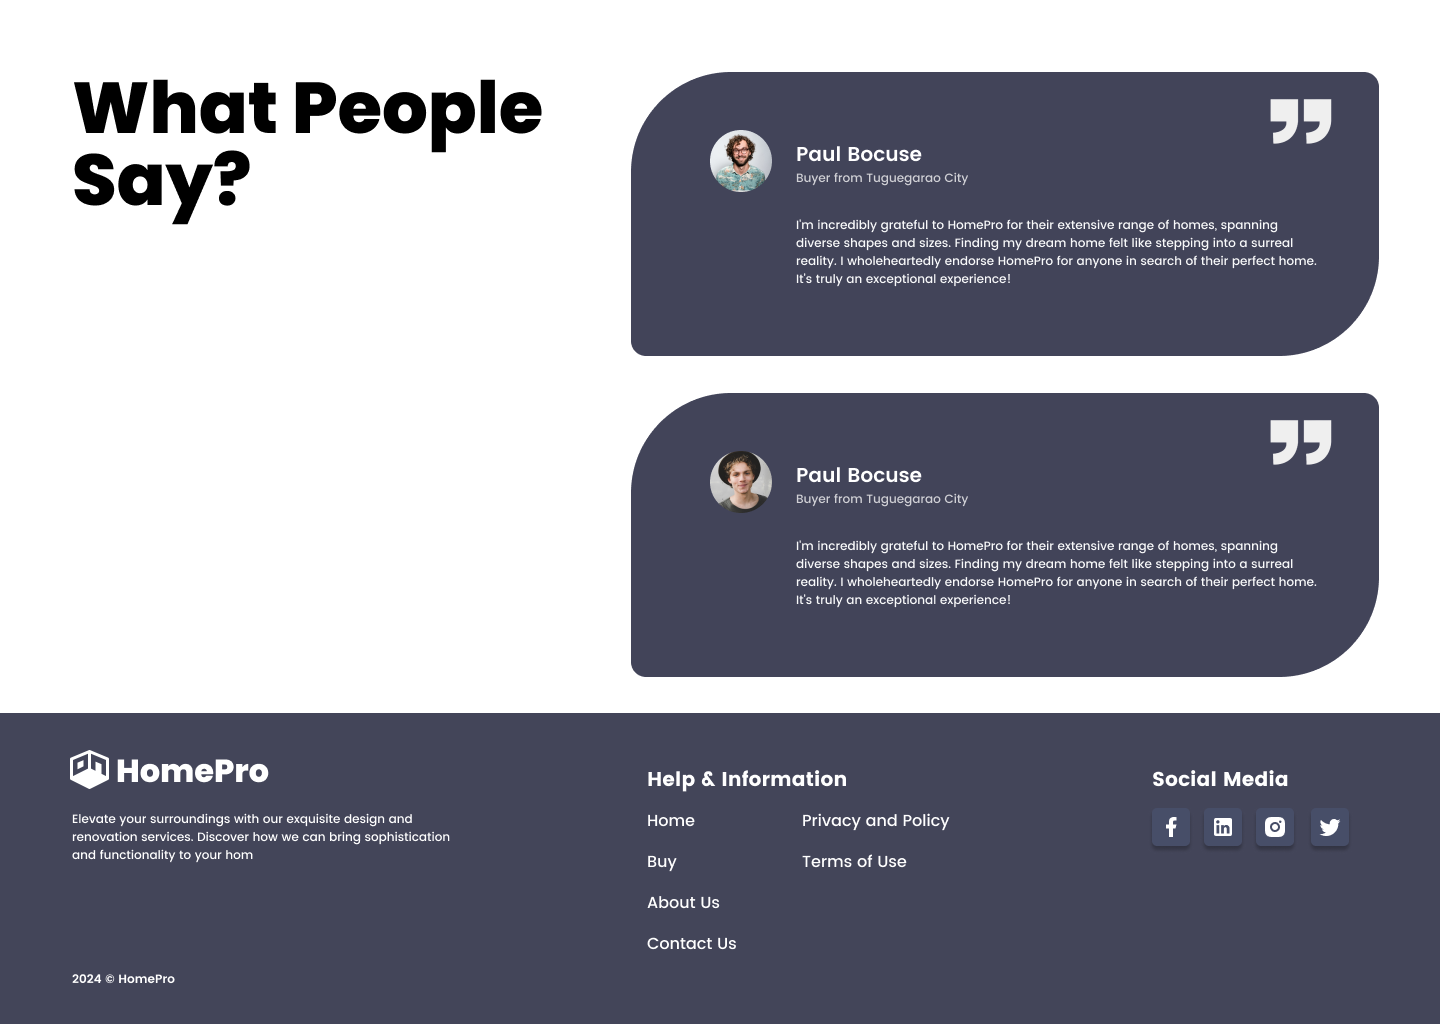 What People
Say?
Paul Bocuse
Buyer from Tuguegarao City
I'm incredibly grateful to HomePro for their extensive range of homes, spanning
diverse shapes and sizes. Finding my dream home felt like stepping into a surreal
reality. I wholeheartedly endorse HomePro for anyone in search of their perfect home.
It's truly an exceptional experience!
Paul Bocuse
Buyer from Tuguegarao City
I'm incredibly grateful to HomePro for their extensive range of homes, spanning
diverse shapes and sizes. Finding my dream home felt like stepping into a surreal
reality. I wholeheartedly endorse HomePro for anyone in search of their perfect home.
It's truly an exceptional experience!
HomePro
Elevate your surroundings with our exquisite design and
renovation services. Discover how we can bring sophistication
and functionality to your hom
2024 © HomePro
Help & Information
Home
Buy
About Us
Contact Us
Privacy and Policy
Terms of Use
Social Media